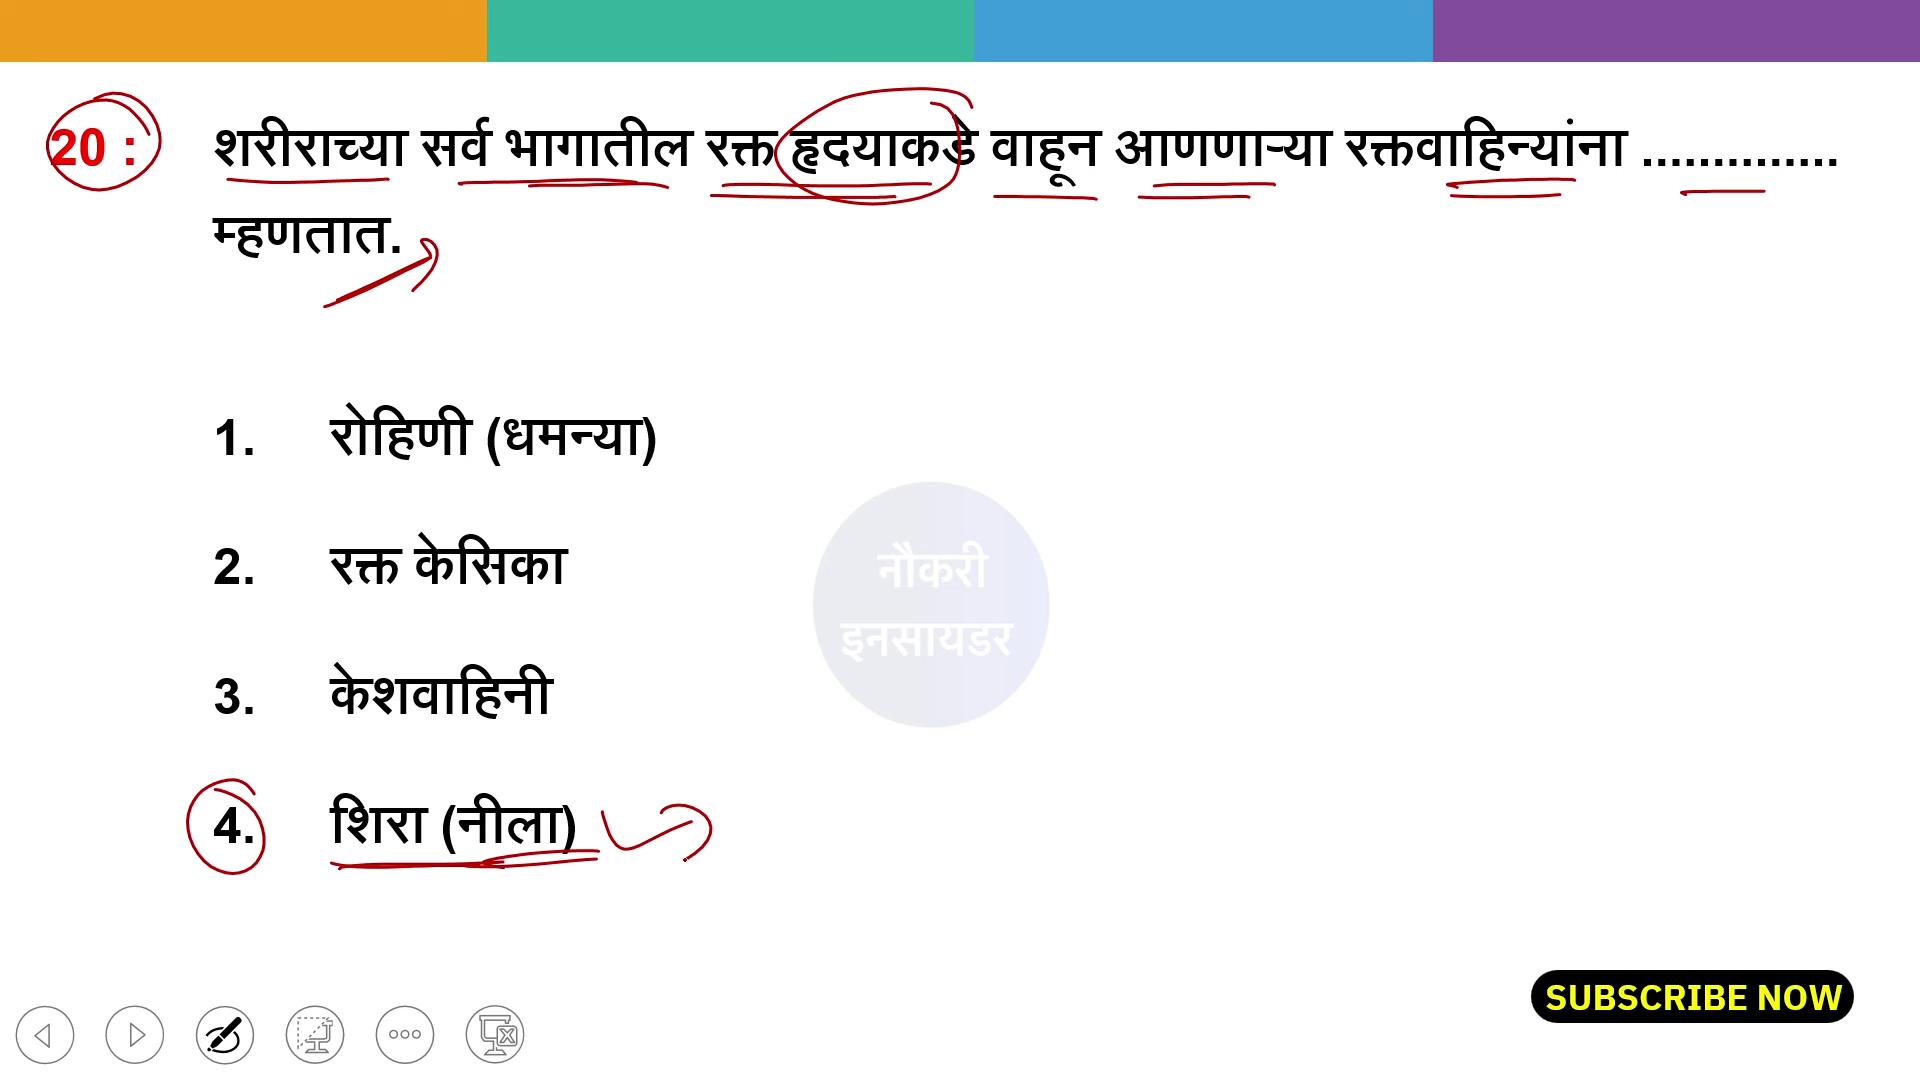 20 : शरीराच्या सर्व भागातील रक्त हृदयाकडे वाहून आणणाऱ्या रक्तवाहिन्यांना ..............
म्हणतात.
1. रोहिणी (धमन्या)
2. रक्त केसिका
3. केशवाहिनी
4. शिरा (नीला)
नौकरी
इनसायडर
SUBSCRIBE NOW